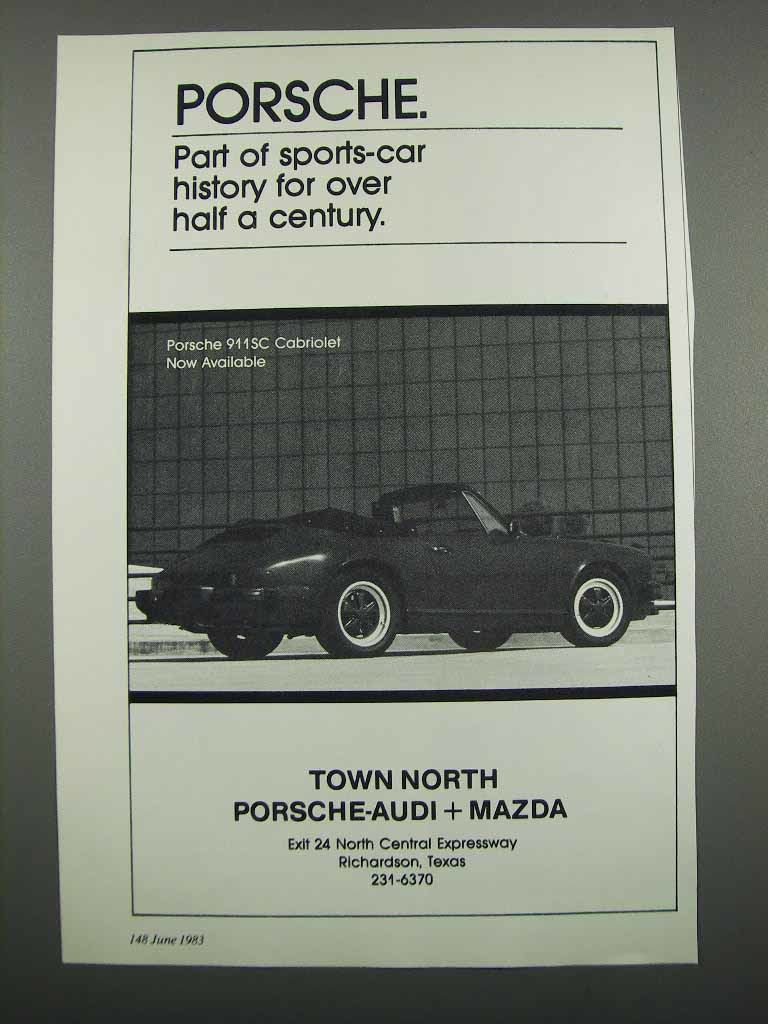 PORSCHE.
Part of sports-car
history for over
half a century.
Porsche 911SC Cabriolet
Now Available
TOWN NORTH
PORSCHE-AUDI + MAZDA
Exit 24 North Central Expressway
Richardson, Texas
231-6370
148 June 1983